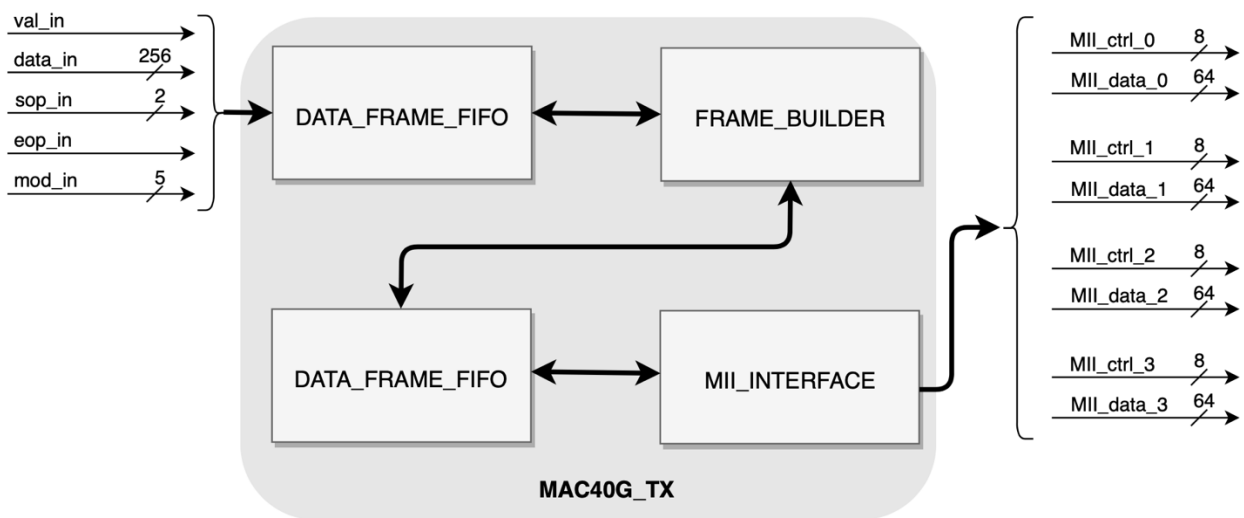 val_in
data_in 256
sop_in 2
eop_in
mod_in 5
DATA_FRAME_FIFO
FRAME_BUILDER
DATA_FRAME_FIFO
MII_INTERFACE
MAC40G_TX
MII_ctrl_0 8
MII_data_0 64
MII_ctrl_1 8
MII_data_1 64
MII_ctrl_2 8
MII_data_2 64
MII_ctrl_3 8
MII_data_3 64